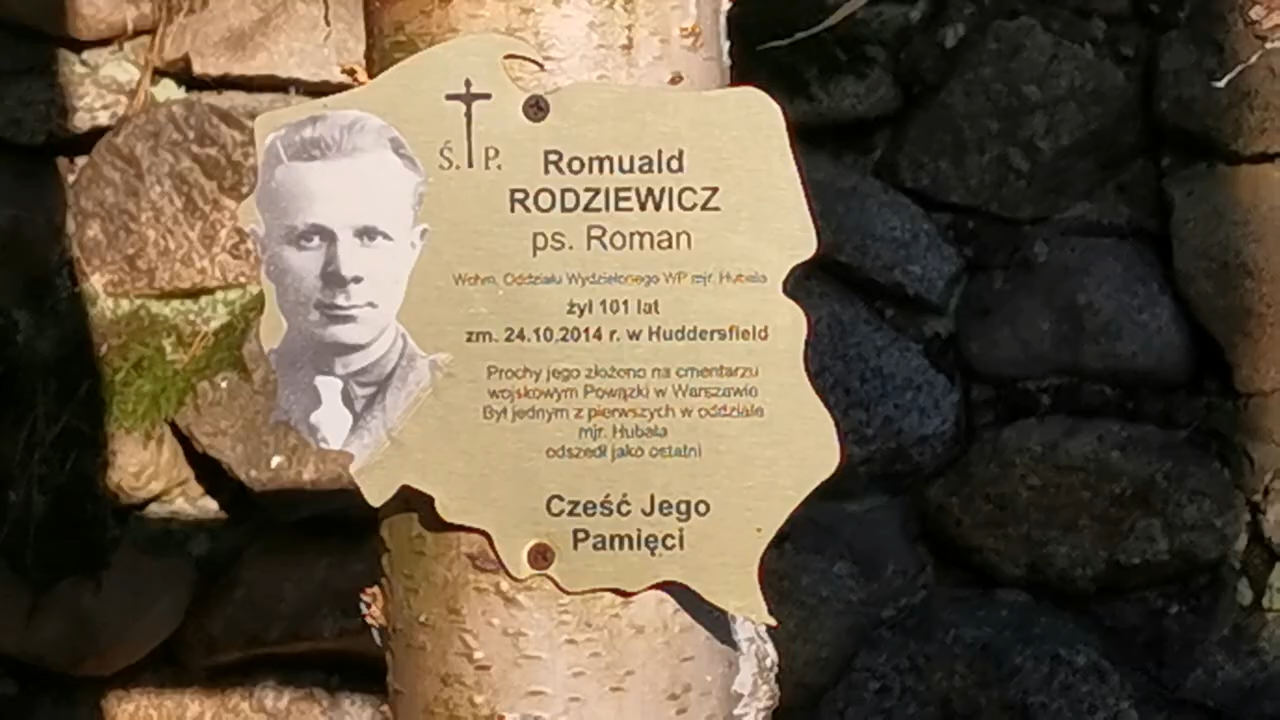 Ś. P.
Romuald
RODZIEWICZ
ps. Roman
Wchm. Oddziału Wydzielonego WP mjr. Hubala
żył 101 lat
zm. 24.10.2014 r. w Huddersfield
Prochy jego złożono na cmentarzu
wojskowym Powązki w Warszawie
Był jednym z pierwszych w oddziale
mjr. Hubala
odszedł jako ostatni
Cześć Jego
Pamięci